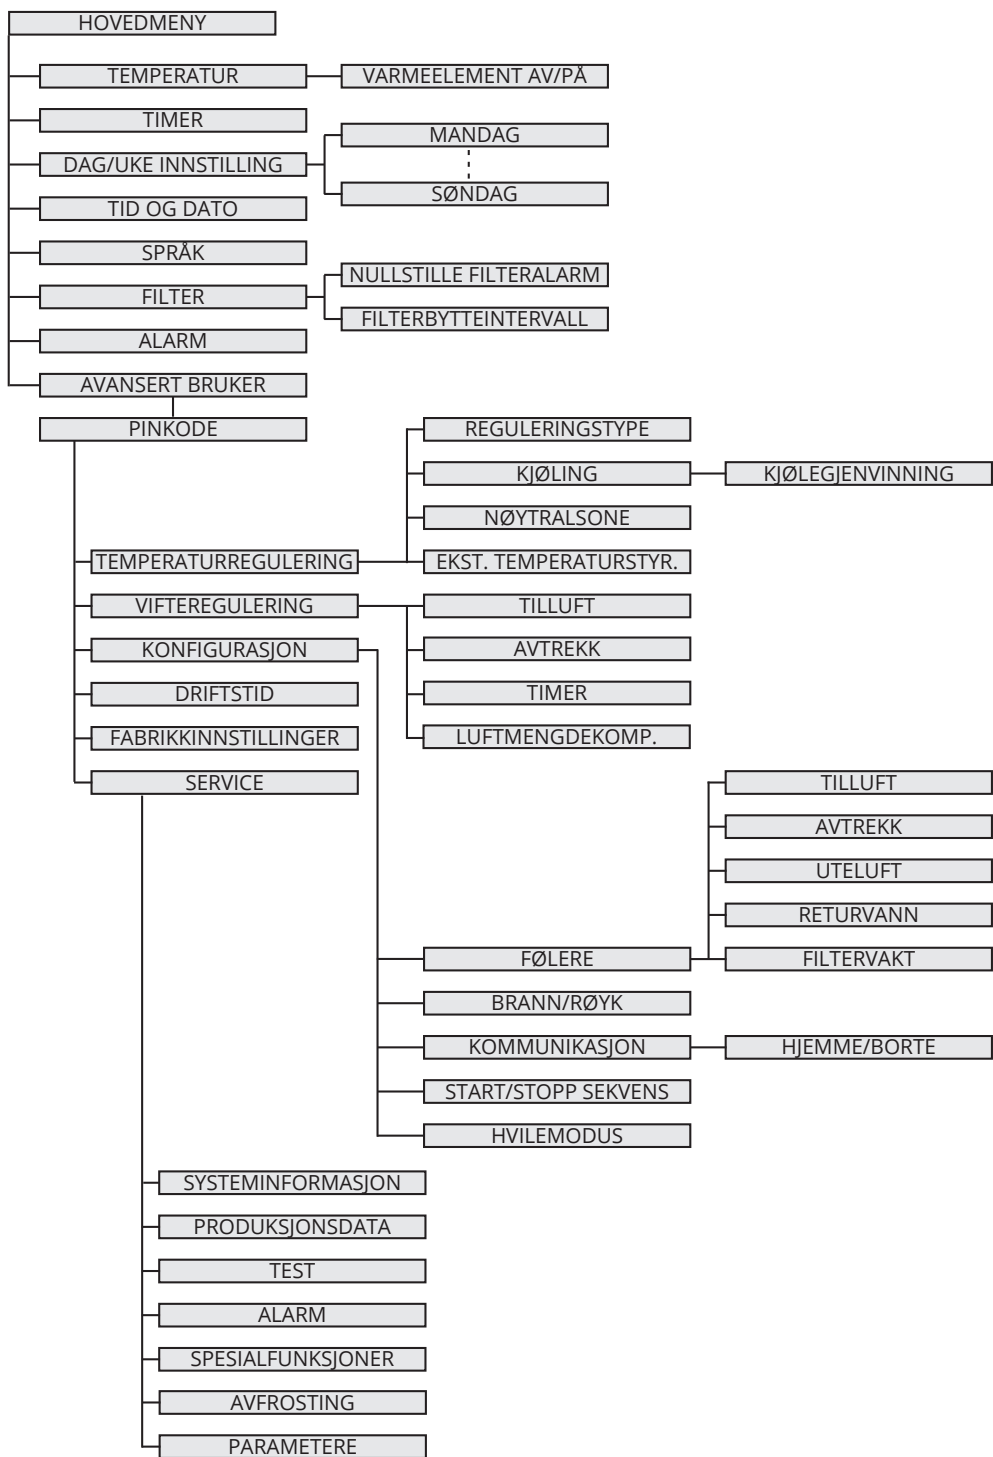 HOVEDMENY
TEMPERATUR
VARMEELEMENT AV/PÅ
TIMER
DAG/UKE INNSTILLING
MANDAG
SØNDAG
TID OG DATO
SPRÅK
FILTER
NULLSTILLE FILTERALARM
FILTERBYTTEINTERVALL
ALARM
AVANSERT BRUKER
PINKODE
TEMPERATURREGULERING
REGULERINGSTYPE
KJØLING
KJØLEGJENVINNING
NØYTRALSONE
EKST. TEMPERATURSTYR.
VIFTEREGULERING
TILLUFT
AVTREKK
TIMER
LUFTMENGDEKOMP.
KONFIGURASJON
DRIFTSTID
FABRIKKINNSTILLINGER
SERVICE
FØLERE
TILLUFT
AVTREKK
UTELUFT
RETURVANN
FILTERVAKT
BRANN/RØYK
KOMMUNIKASJON
HJEMME/BORTE
START/STOPP SEKVENS
HVILEMODUS
SYSTEMINFORMASJON
PRODUKSJONSDATA
TEST
ALARM
SPESIALFUNKSJONER
AVFROSTING
PARAMETERE